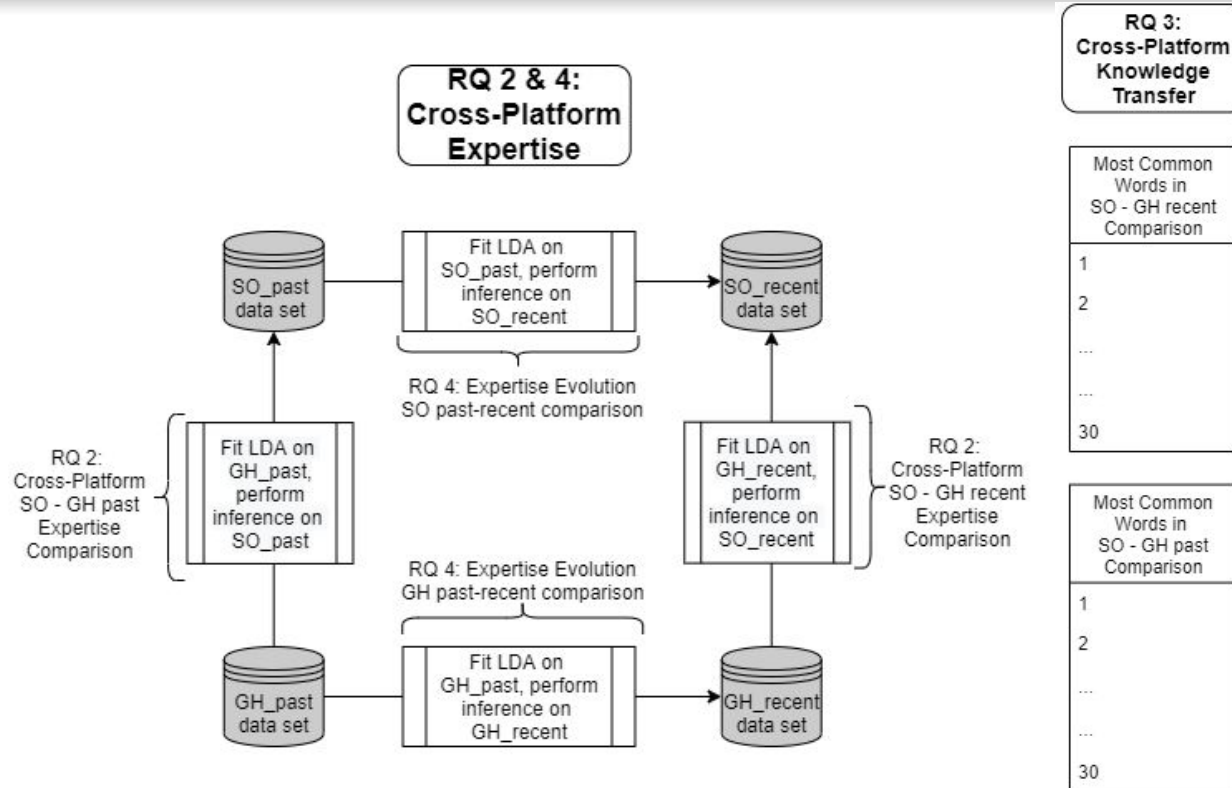 RQ 2 & 4:
Cross-Platform
Expertise
SO_past
data set
Fit LDA on
SO_past, perform
inference on
SO_recent
SO_recent
data set
RQ 4: Expertise Evolution
SO past-recent comparison
RQ 2:
Cross-Platform
SO - GH past
Expertise
Comparison
Fit LDA on
GH_past,
perform
inference on
SO_past
Fit LDA on
GH_recent,
perform
inference on
SO_recent
RQ 2:
Cross-Platform
SO - GH recent
Expertise
Comparison
RQ 4: Expertise Evolution
GH past-recent comparison
GH_past
data set
Fit LDA on
GH_past, perform
inference on
GH_recent
GH_recent
data set
RQ 3:
Cross-Platform
Knowledge
Transfer
Most Common
Words in
SO - GH recent
Comparison
1
2
...
...
30
Most Common
Words in
SO - GH past
Comparison
1
2
...
...
30